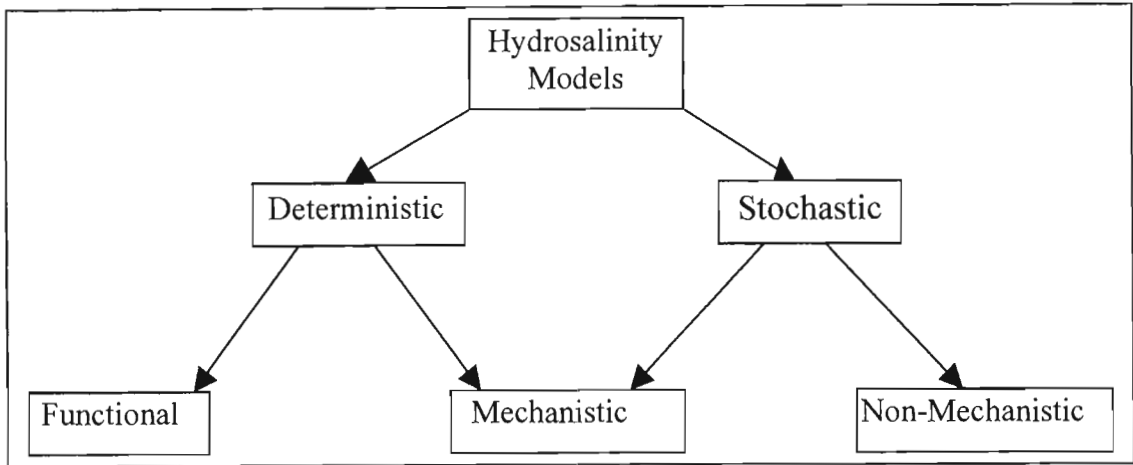 Hydrosalinity
Models
Deterministic
Stochastic
Functional
Mechanistic
Non-Mechanistic